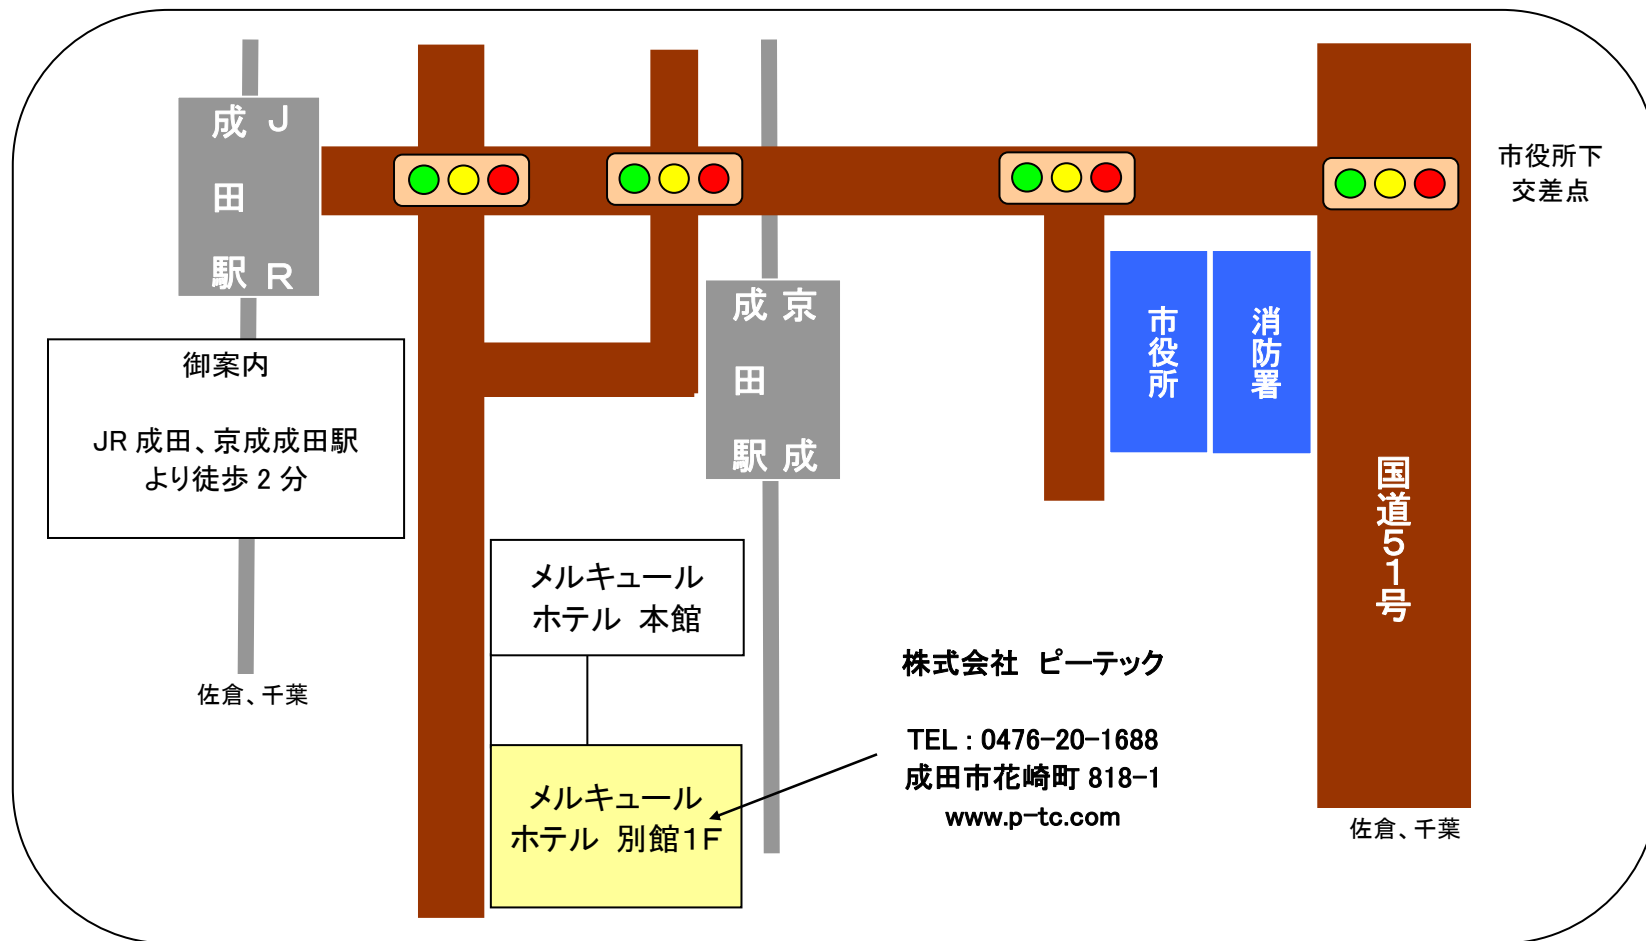 JR
成田駅
市役所下
交差点
京成
成田駅
市役所
消防署
御案内
JR 成田、京成成田駅
より徒歩 2 分
国道51号
メルキュール
ホテル 本館
株式会社 ピーテック
佐倉、千葉
TEL : 0476-20-1688
成田市花崎町 818-1
www.p-tc.com
メルキュール
ホテル 別館1F
佐倉、千葉